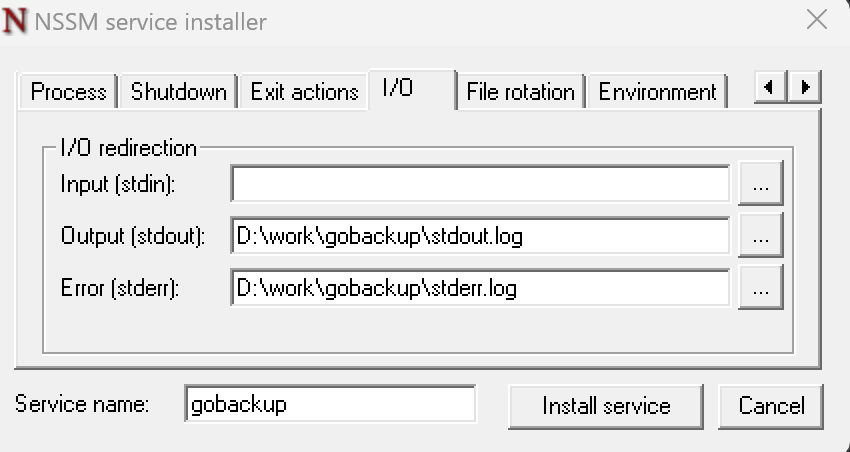 N NSSM service installer
Process Shutdown Exit actions I/O File rotation Environment
I/O redirection
Input (stdin): ...
Output (stdout): D:\work\gobackup\stdout.log ...
Error (stderr): D:\work\gobackup\stderr.log ...
Service name: gobackup Install service Cancel